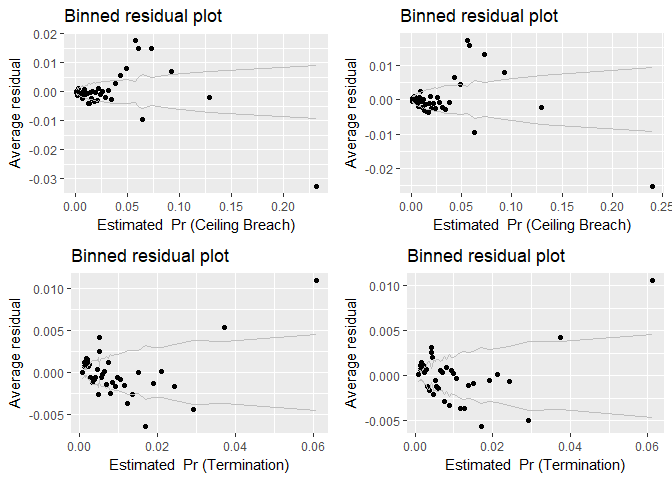 Binned residual plot
Average residual
0.02
0.01
0.00
-0.01
-0.02
-0.03
0.00 0.05 0.10 0.15 0.20
Estimated Pr (Ceiling Breach)
Binned residual plot
Average residual
0.01
0.00
-0.01
-0.02
0.00 0.05 0.10 0.15 0.20 0.25
Estimated Pr (Ceiling Breach)
Binned residual plot
Average residual
0.010
0.005
0.000
-0.005
0.00 0.02 0.04 0.06
Estimated Pr (Termination)
Binned residual plot
Average residual
0.010
0.005
0.000
-0.005
0.00 0.02 0.04 0.06
Estimated Pr (Termination)